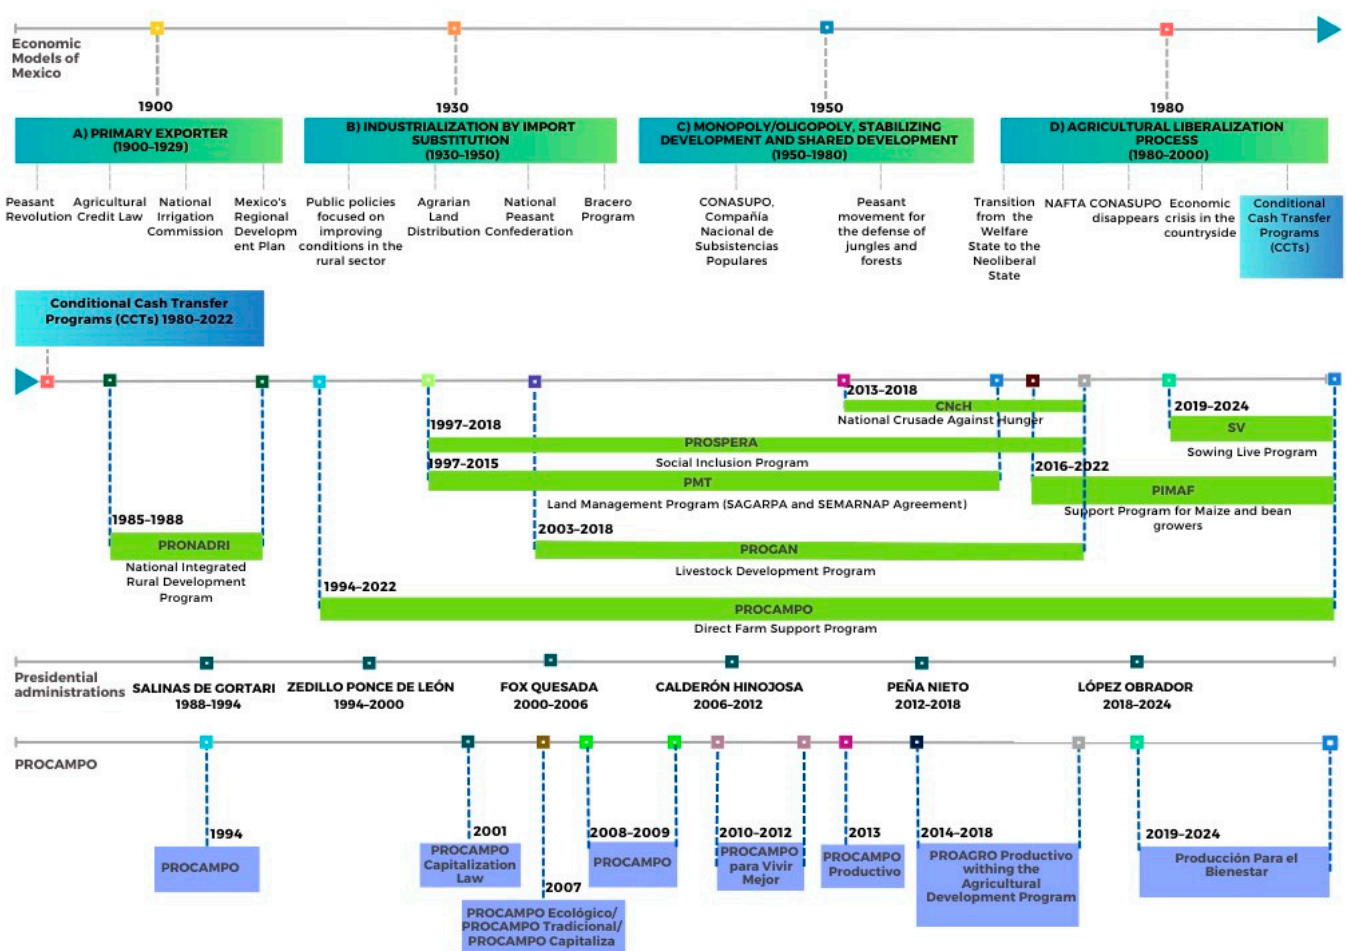 Economic
Models of
Mexico
1900
1930
1950
1980
A) PRIMARY EXPORTER
(1900–1929)
B) INDUSTRIALIZATION BY IMPORT
SUBSTITUTION
(1930–1950)
C) MONOPOLY/OLIGOPLY, STABILIZING
DEVELOPMENT AND SHARED DEVELOPMENT
(1950–1980)
D) AGRICULTURAL LIBERALIZATION
PROCESS
(1980–2000)
Peasant
Revolution
Agricultural
Credit Law
National
Irrigation
Commission
Mexico's
Regional
Developm
ent Plan
Public policies
focused on
improving
conditions in the
rural sector
Agrarian
Land
Distribution
National
Peasant
Confederation
Bracero
Program
CONASUPO,
Compañía
Nacional de
Subsistencias
Populares
Peasant
movement for
the defense of
jungles and
forests
Transition
from the
Welfare
State to the
Neoliberal
State
NAFTA
CONASUPO
disappears
Economic
crisis in the
countryside
Conditional
Cash Transfer
Programs
(CCTs)
Conditional Cash Transfer
Programs (CCTs) 1980–2022
2013–2018
CNcH
National Crusade Against Hunger
2019–2024
SV
Sowing Live Program
1997–2018
PROSPERA
Social Inclusion Program
1997–2015
PMT
Land Management Program (SAGARPA and SEMARNAP Agreement)
2016–2022
PIMAF
Support Program for Maize and bean
growers
1985–1988
PRONADRI
National Integrated
Rural Development
Program
2003–2018
PROGAN
Livestock Development Program
1994–2022
PROCAMPO
Direct Farm Support Program
Presidential
administrations
SALINAS DE GORTARI
1988–1994
ZEDILLO PONCE DE LEÓN
1994–2000
FOX QUESADA
2000–2006
CALDERÓN HINOJOSA
2006–2012
PEÑA NIETO
2012–2018
LÓPEZ OBRADOR
2018–2024
PROCAMPO
1994
PROCAMPO
2001
PROCAMPO
Capitalization
Law
2007
PROCAMPO Ecológico/
PROCAMPO Tradicional/
PROCAMPO Capitaliza
2008–2009
PROCAMPO
2010–2012
PROCAMPO
para Vivir
Mejor
2013
PROCAMPO
Productivo
2014–2018
PROAGRO Productivo
withing the
Agricultural
Development Program
2019–2024
Producción Para el
Bienestar